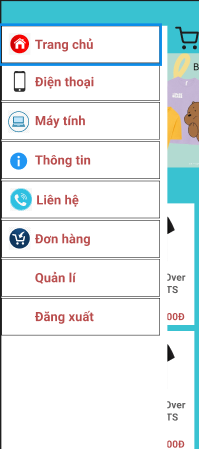 Trang chủ
B
Điện thoại
Máy tính
Thông tin
Liên hệ
Đơn hàng
Over
TS
Quản lí
00Đ
Đăng xuất
Over
TS
00Đ